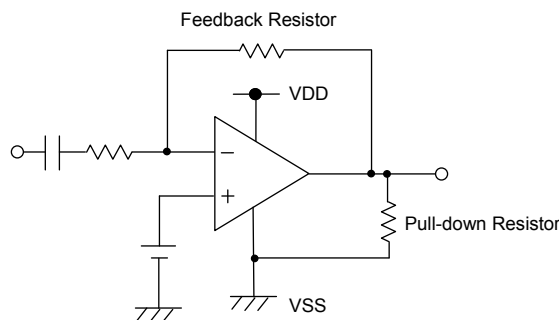 Feedback Resistor
VDD
−
+
Pull-down Resistor
VSS